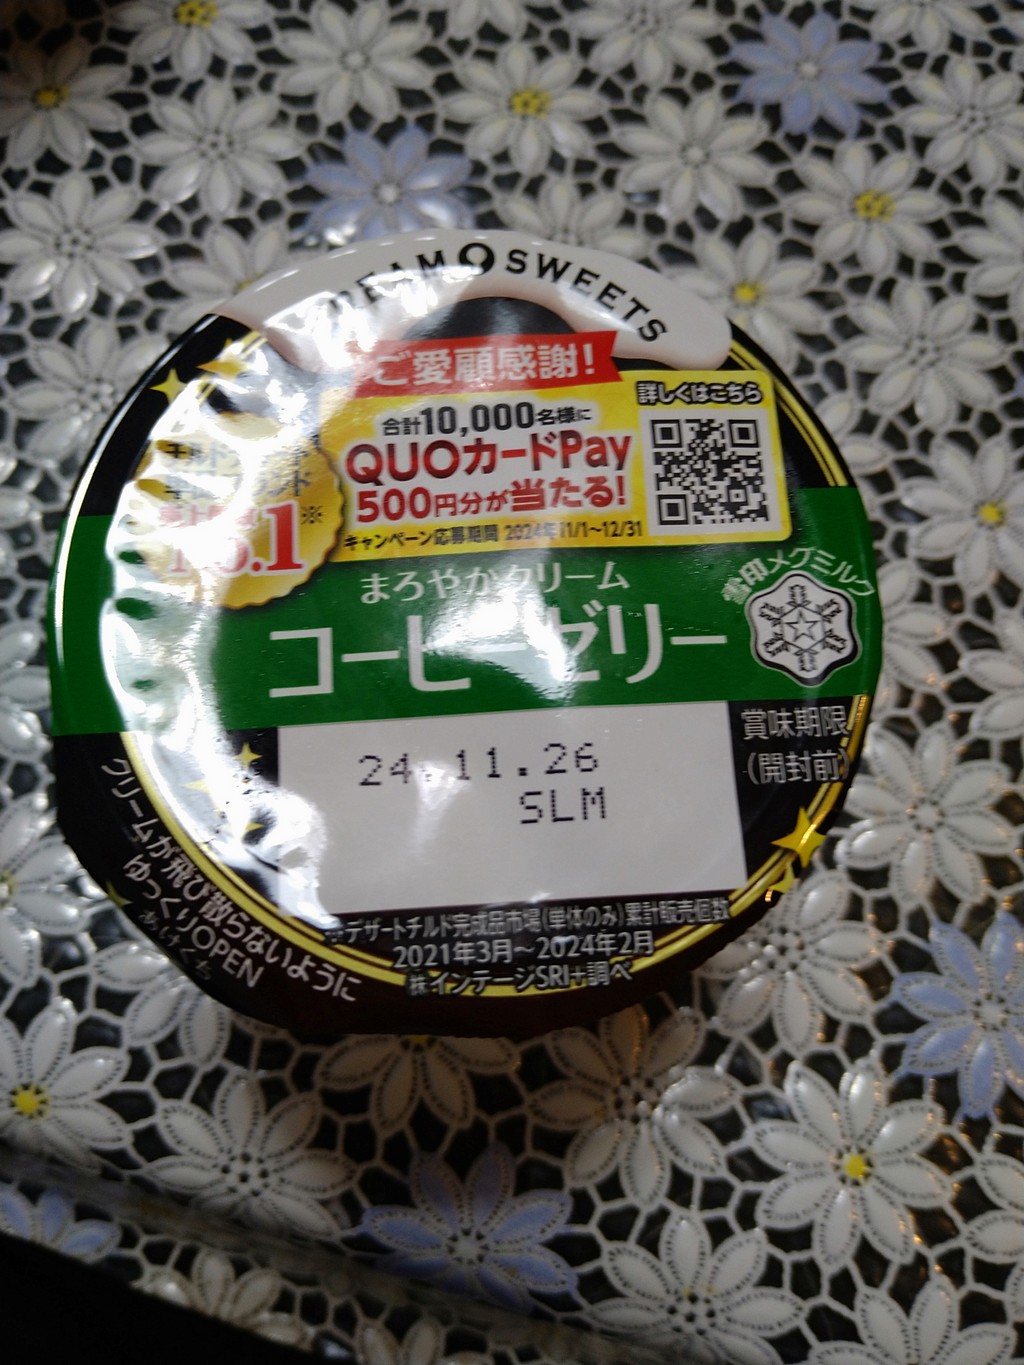 SWEETS
ご愛顧感謝!
合計10,000名様に
QUOカードPay
500円分が当たる!
キャンペーン応募期間 2024年11/1~12/31
詳しくはこちら
No.1※
まろやかクリーム
コーヒーゼリー
雪印メグミルク
賞味期限
(開封前)
24.11.26
SLM
クリームが飛び散らないように
ゆっくりOPEN
あけくち
※デザートチルド完成品市場(単体のみ)累計販売個数
2021年3月~2024年2月
株インテージSRI+調べ